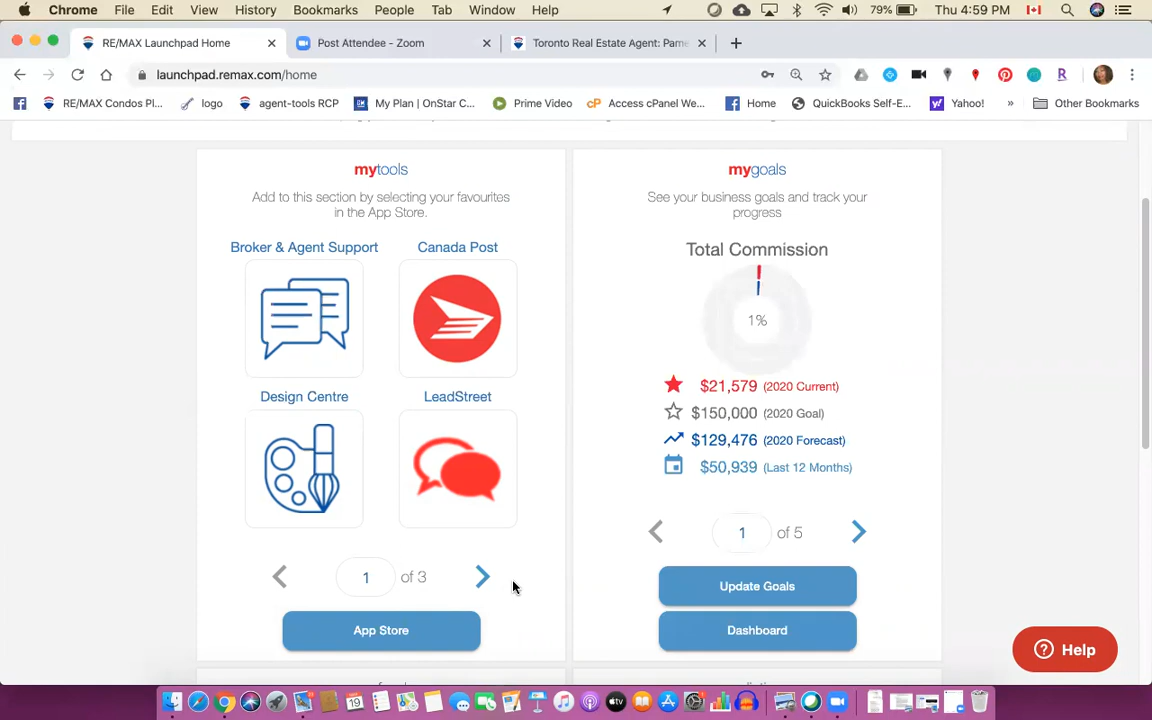 Chrome File Edit View History Bookmarks People Tab Window Help 79% Thu 4:59 PM
RE/MAX Launchpad Home Post Attendee - Zoom Toronto Real Estate Agent: Pame
launchpad.remax.com/home
RE/MAX Condos Pl... logo agent-tools RCP My Plan | OnStar C... Prime Video Access cPanel We... Home QuickBooks Self-E... Yahoo! » Other Bookmarks
mytools
Add to this section by selecting your favourites
in the App Store.
Broker & Agent Support Canada Post
Design Centre LeadStreet
1 of 3
App Store
mygoals
See your business goals and track your
progress
Total Commission
1%
$21,579 (2020 Current)
$150,000 (2020 Goal)
$129,476 (2020 Forecast)
$50,939 (Last 12 Months)
1 of 5
Update Goals
Dashboard
Help